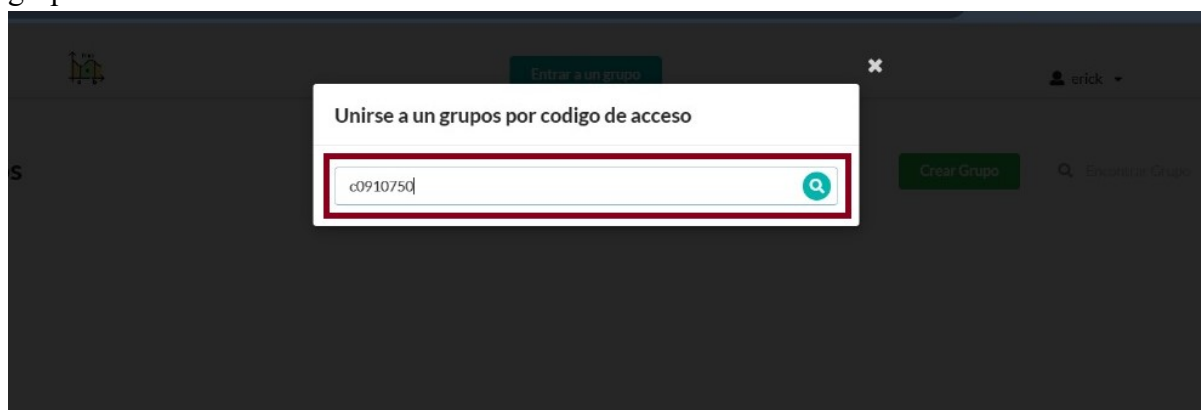 Entrar a un grupo
erick
Unirse a un grupos por codigo de acceso
s
Crear Grupo
Encontrar Grupo
c0910750